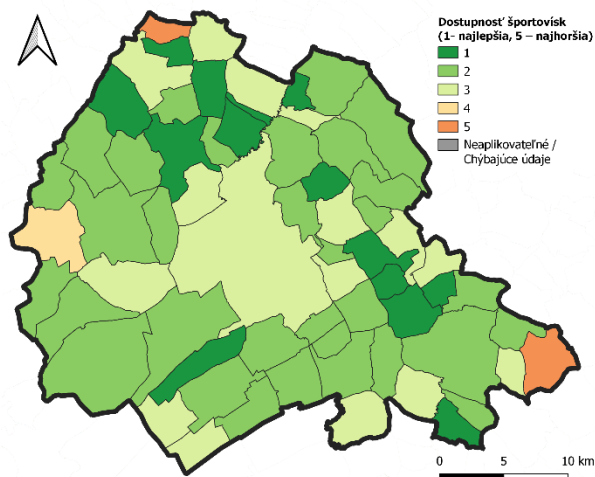 Dostupnosť športovísk
(1- najlepšia, 5 – najhoršia)
1
2
3
4
5
Neaplikovateľné /
Chýbajúce údaje
0 5 10 km